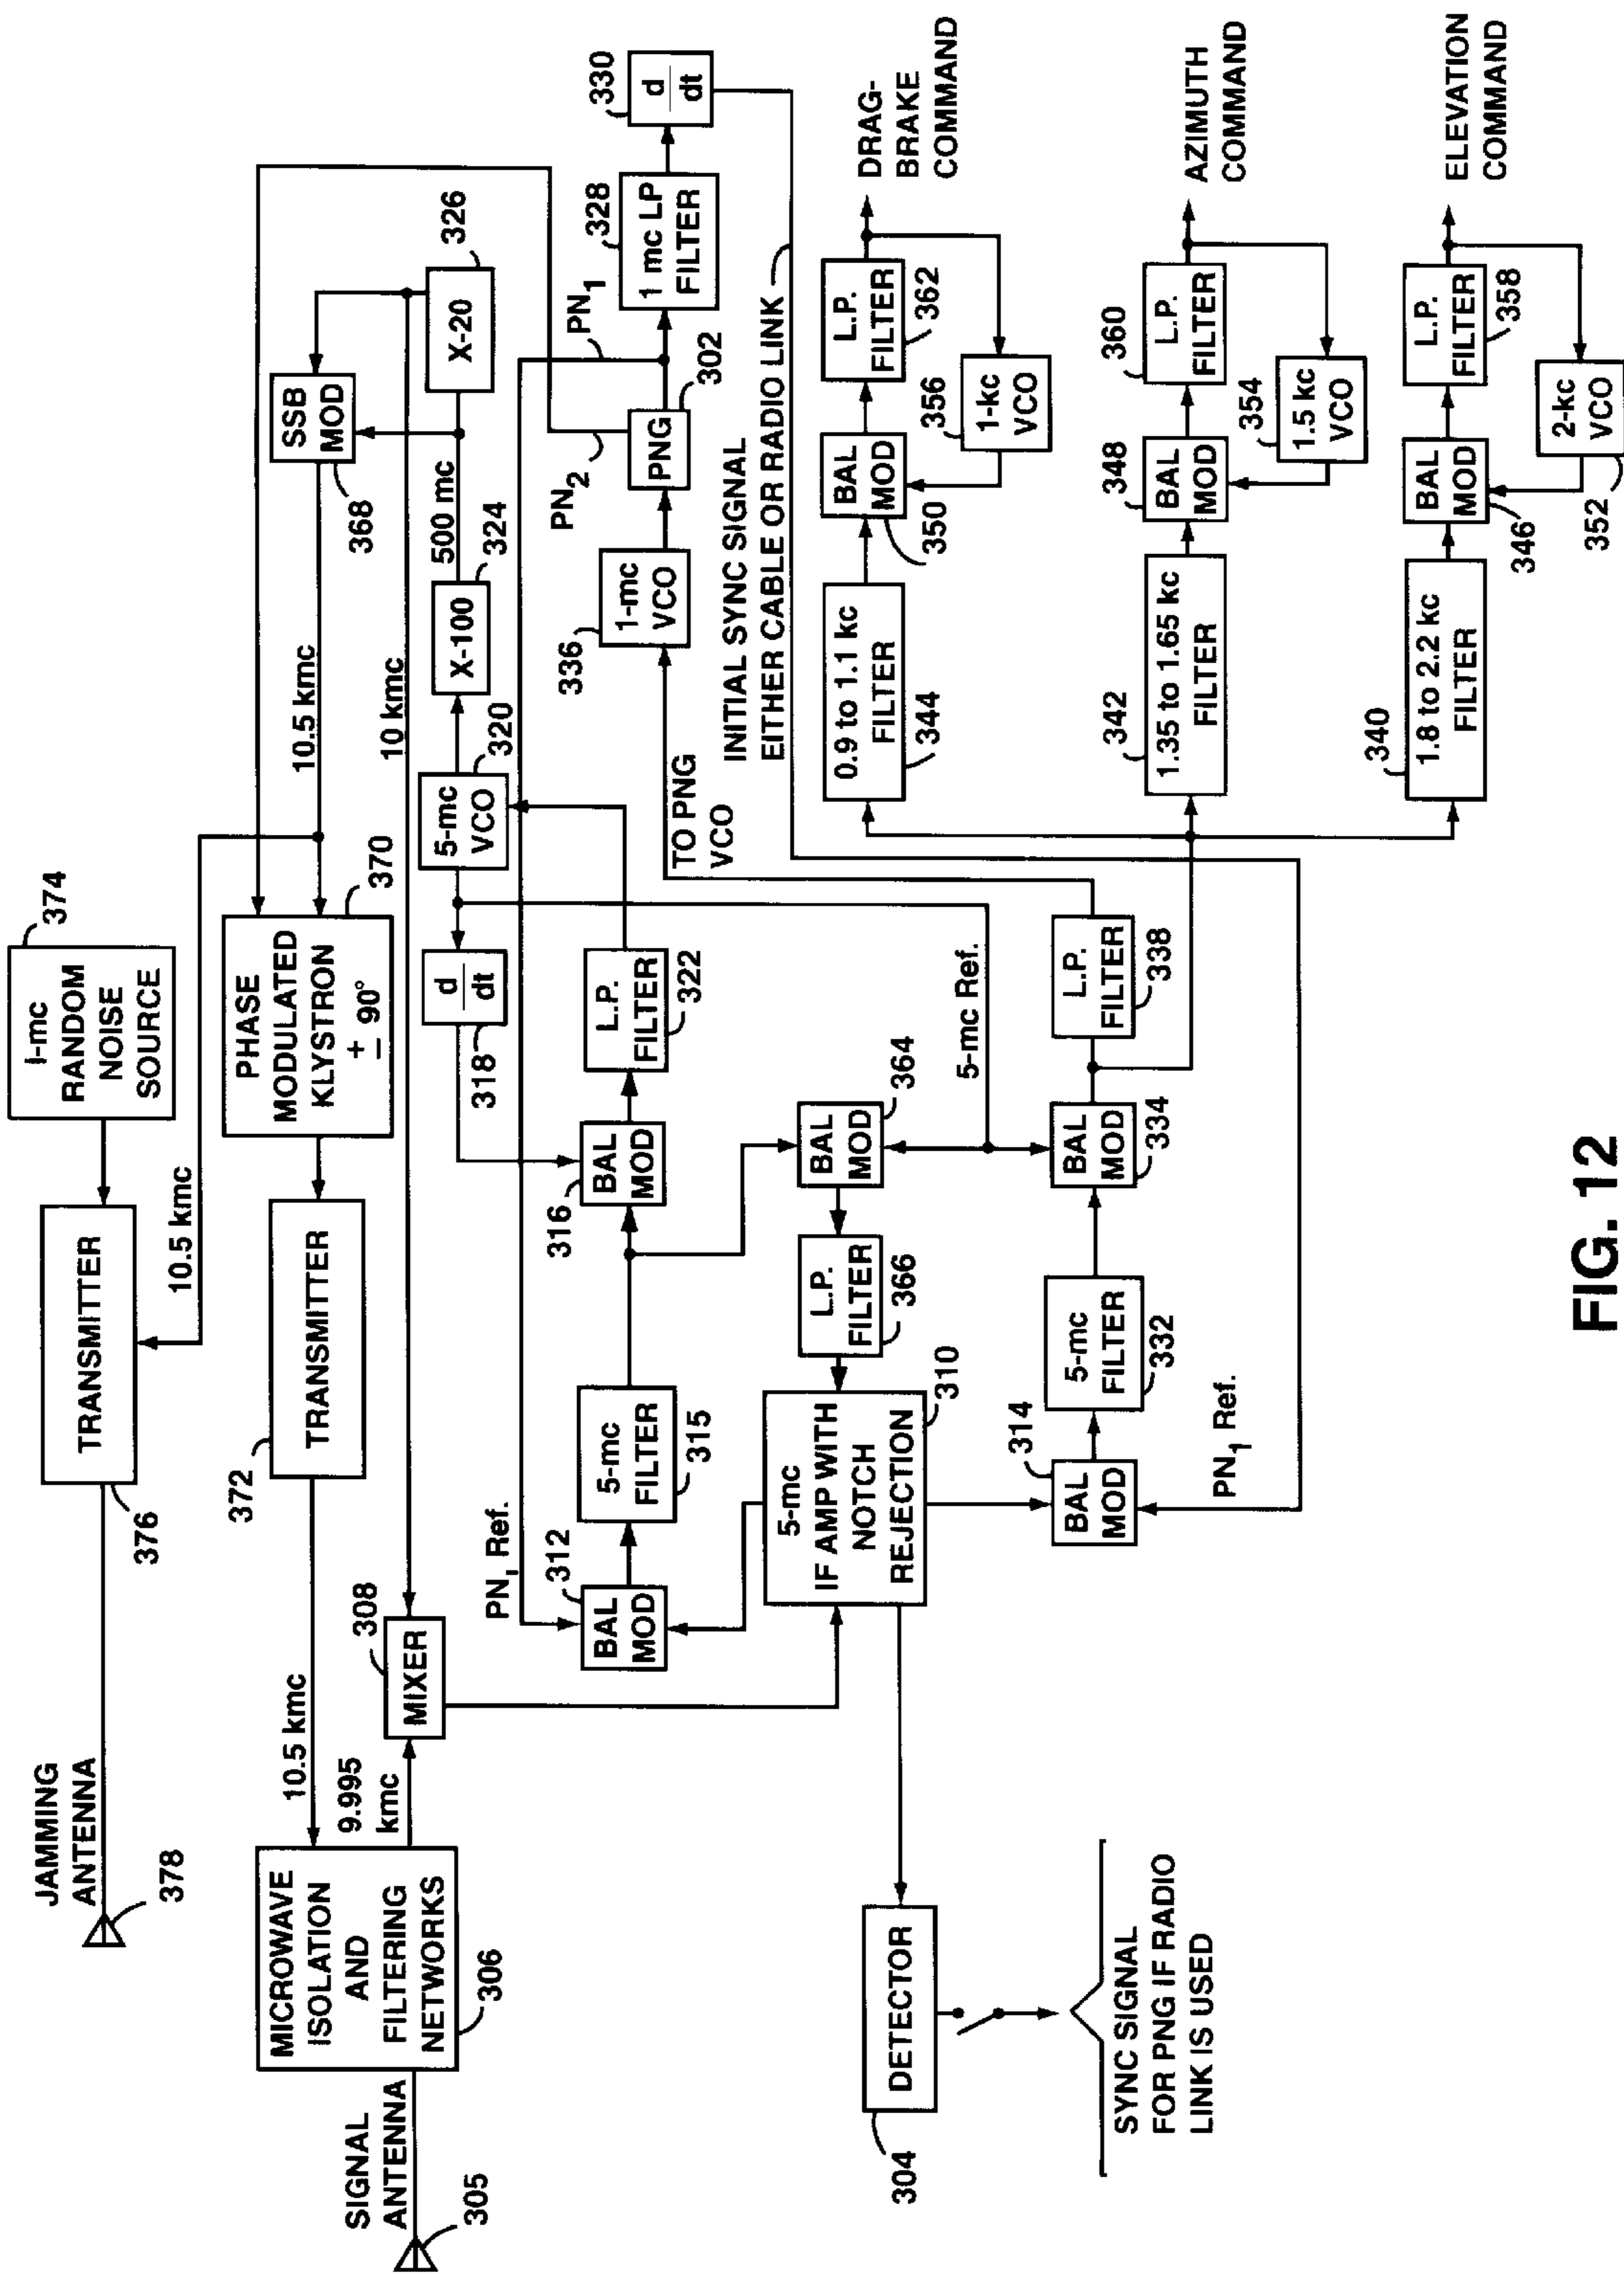 JAMMING
ANTENNA
378
TRANSMITTER
376
I-mc
RANDOM
NOISE
SOURCE
374
10.5 kmc
SIGNAL
ANTENNA
305
MICROWAVE
ISOLATION
AND
FILTERING
NETWORKS
306
10.5 kmc
9.995
kmc
372
TRANSMITTER
PHASE
MODULATED
KLYSTRON
± 90°
370
10.5 kmc
10 kmc
SSB
MOD
368
308
MIXER
d
dt
318
5-mc
VCO
320
X-100
324
500 mc
X-20
326
PN1 Ref.
312
BAL
MOD
5-mc
FILTER
315
316
BAL
MOD
L.P.
FILTER
322
TO PNG
VCO
336
1-mc
VCO
PN2
PNG
302
PN1
328
1 mc LP
FILTER
330
d
dt
INITIAL SYNC SIGNAL
EITHER CABLE OR RADIO LINK
5-mc
IF AMP WITH
NOTCH
REJECTION
310
L.P.
FILTER
366
BAL
MOD
364
5-mc Ref.
0.9 to 1.1 kc
FILTER
344
BAL
MOD
350
L.P.
FILTER
362
356
1-kc
VCO
DRAG-
BRAKE
COMMAND
DETECTOR
304
SYNC SIGNAL
FOR PNG IF RADIO
LINK IS USED
314
BAL
MOD
PN1 Ref.
5-mc
FILTER
332
BAL
MOD
334
L.P.
FILTER
338
342
1.35 to 1.65 kc
FILTER
348
BAL
MOD
360
L.P.
FILTER
354
1.5 kc
VCO
AZIMUTH
COMMAND
340
1.8 to 2.2 kc
FILTER
BAL
MOD
346
L.P.
FILTER
358
2-kc
VCO
352
ELEVATION
COMMAND
FIG. 12